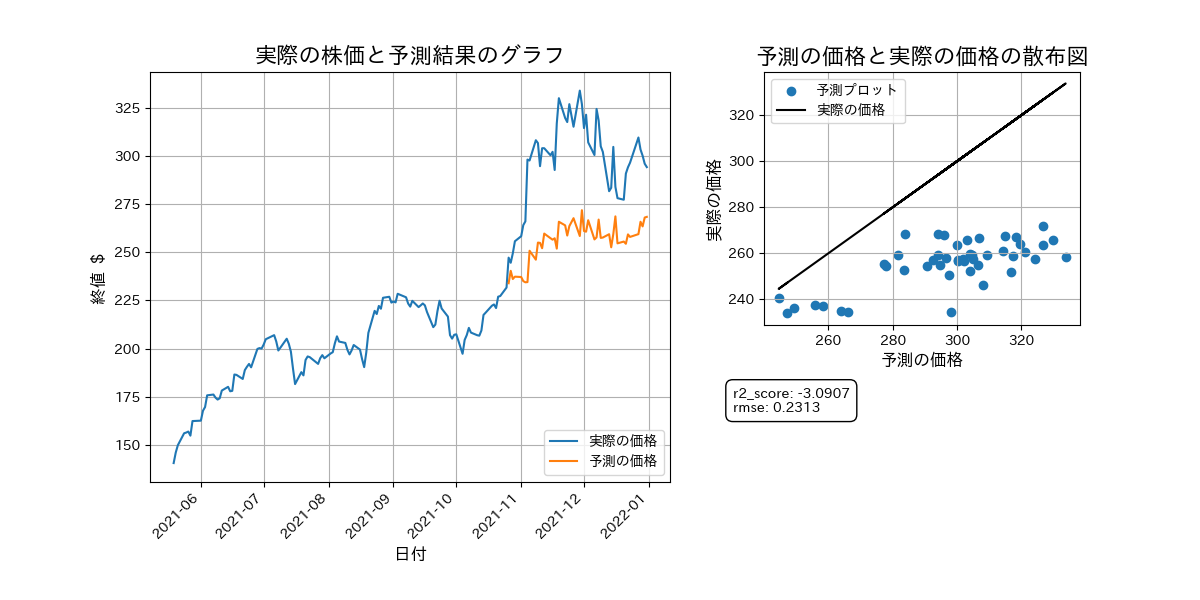 実際の株価と予測結果のグラフ
325
300
275
250
225
200
175
150
終値 $
2021-06
2021-07
2021-08
2021-09
2021-10
2021-11
2021-12
2022-01
日付
実際の価格
予測の価格
予測の価格と実際の価格の散布図
予測プロット
実際の価格
320
300
280
260
240
実際の価格
260
280
300
320
予測の価格
r2_score: -3.0907
rmse: 0.2313